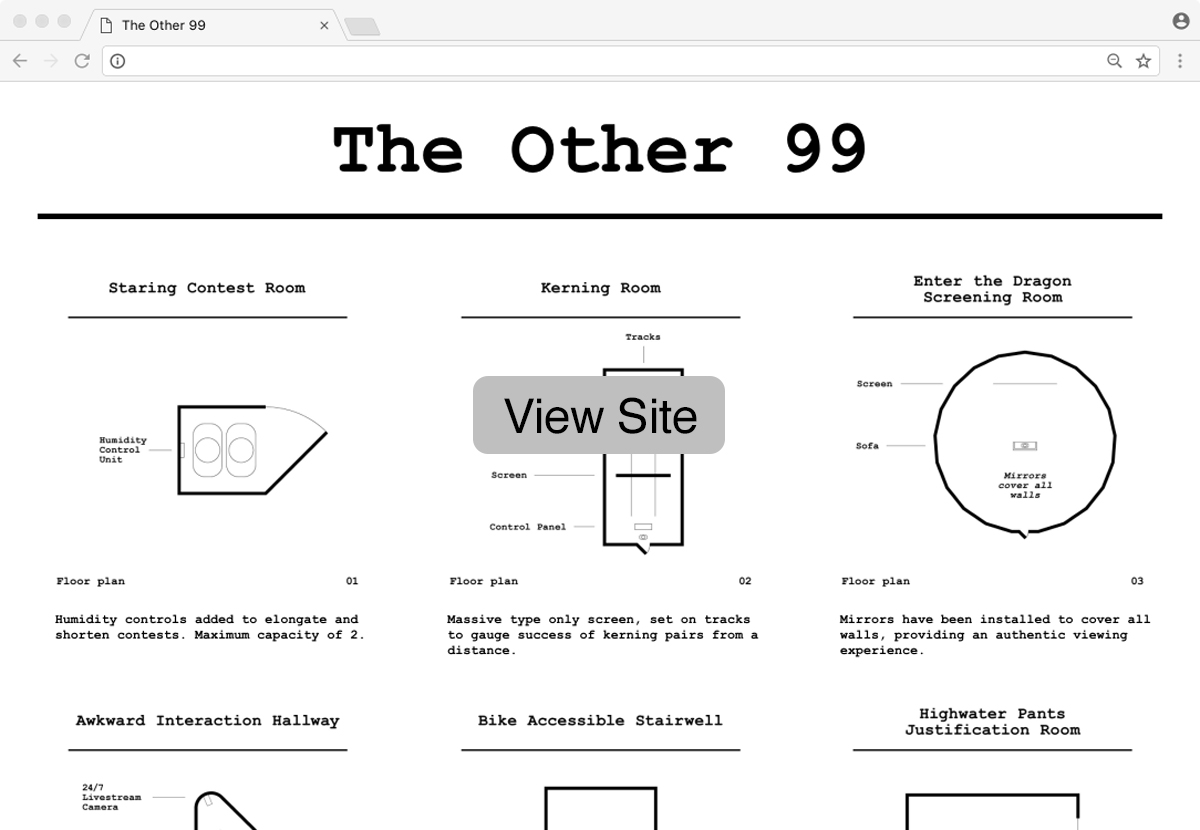 The Other 99
The Other 99
Staring Contest Room
Humidity
Control
Unit
Floor plan 01
Humidity controls added to elongate and
shorten contests. Maximum capacity of 2.
Kerning Room
Tracks
View Site
Screen
Control Panel
Floor plan 02
Massive type only screen, set on tracks
to gauge success of kerning pairs from a
distance.
Enter the Dragon
Screening Room
Screen
Sofa
Mirrors
cover all
walls
Floor plan 03
Mirrors have been installed to cover all
walls, providing an authentic viewing
experience.
Awkward Interaction Hallway
24/7
Livestream
Camera
Bike Accessible Stairwell
Highwater Pants
Justification Room